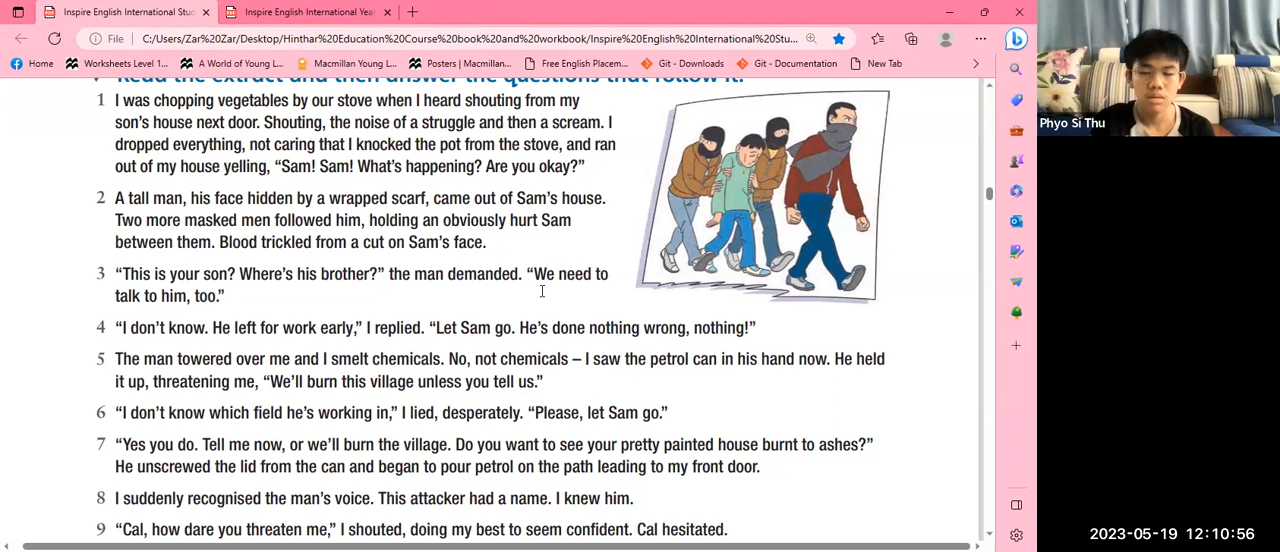 Inspire English International Stu
Inspire English International Yea
File
C:/Users/Zar%20Zar/Desktop/Hinthar%20Education%20Course%20book%20and%20workbook/Inspire%20English%20International%20Stu...
Home
Worksheets Level 1...
A World of Young L...
Macmillan Young L...
Posters | Macmillan...
Free English Placem...
Git - Downloads
Git - Documentation
New Tab
Read the extract and then answer the questions that follow it.
1 I was chopping vegetables by our stove when I heard shouting from my
son's house next door. Shouting, the noise of a struggle and then a scream. I
dropped everything, not caring that I knocked the pot from the stove, and ran
out of my house yelling, “Sam! Sam! What's happening? Are you okay?”
2 A tall man, his face hidden by a wrapped scarf, came out of Sam's house.
Two more masked men followed him, holding an obviously hurt Sam
between them. Blood trickled from a cut on Sam's face.
3 “This is your son? Where's his brother?” the man demanded. “We need to
talk to him, too.”
4 “I don't know. He left for work early,” I replied. “Let Sam go. He's done nothing wrong, nothing!”
5 The man towered over me and I smelt chemicals. No, not chemicals – I saw the petrol can in his hand now. He held
it up, threatening me, “We'll burn this village unless you tell us.”
6 “I don't know which field he's working in,” I lied, desperately. “Please, let Sam go.”
7 “Yes you do. Tell me now, or we'll burn the village. Do you want to see your pretty painted house burnt to ashes?”
He unscrewed the lid from the can and began to pour petrol on the path leading to my front door.
8 I suddenly recognised the man's voice. This attacker had a name. I knew him.
9 “Cal, how dare you threaten me,” I shouted, doing my best to seem confident. Cal hesitated.
Phyo Si Thu
2023-05-19 12:10:56